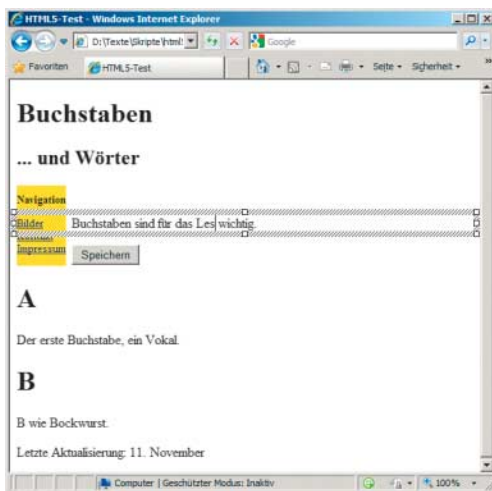 HTML5-Test - Windows Internet Explorer
D:\Texte\Skripte\html!
Google
Favoriten
HTML5-Test
Seite
Sicherheit
Buchstaben
... und Wörter
Navigation
Bilder
Buchstaben sind für das Les wichtig.
Impressum
Speichern
A
Der erste Buchstabe, ein Vokal.
B
B wie Bockwurst.
Letzte Aktualisierung: 11. November
Computer | Geschützter Modus: Inaktiv
100%